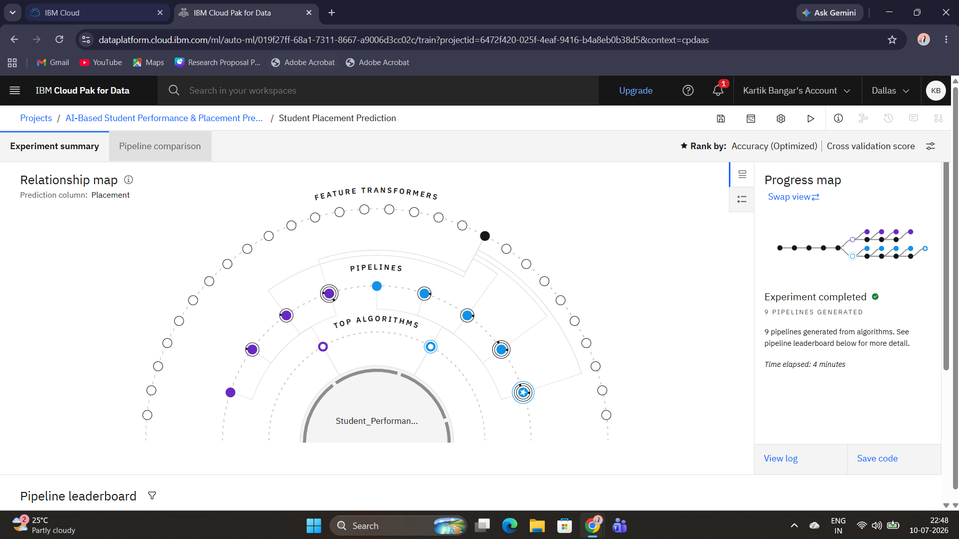 IBM Cloud
IBM Cloud Pak for Data
Ask Gemini
dataplatform.cloud.ibm.com/ml/auto-ml/019f27ff-68a1-7311-8667-a9006d3cc02c/train?projectid=6472f420-025f-4eaf-9416-b4a8eb0b38d5&context=cpdaas
Gmail
YouTube
Maps
Research Proposal P...
Adobe Acrobat
Adobe Acrobat
IBM Cloud Pak for Data
Search in your workspaces
Upgrade
1
Kartik Bangar's Account
Dallas
KB
Projects / AI-Based Student Performance & Placement Pre... / Student Placement Prediction
Experiment summary
Pipeline comparison
Rank by: Accuracy (Optimized) | Cross validation score
Relationship map
Prediction column: Placement
FEATURE TRANSFORMERS
PIPELINES
TOP ALGORITHMS
Student_Performan...
Progress map
Swap view
Experiment completed
9 PIPELINES GENERATED
9 pipelines generated from algorithms. See
pipeline leaderboard below for more detail.
Time elapsed: 4 minutes
View log
Save code
Pipeline leaderboard
2
25°C
Partly cloudy
Search
ENG
IN
22:48
10-07-2026